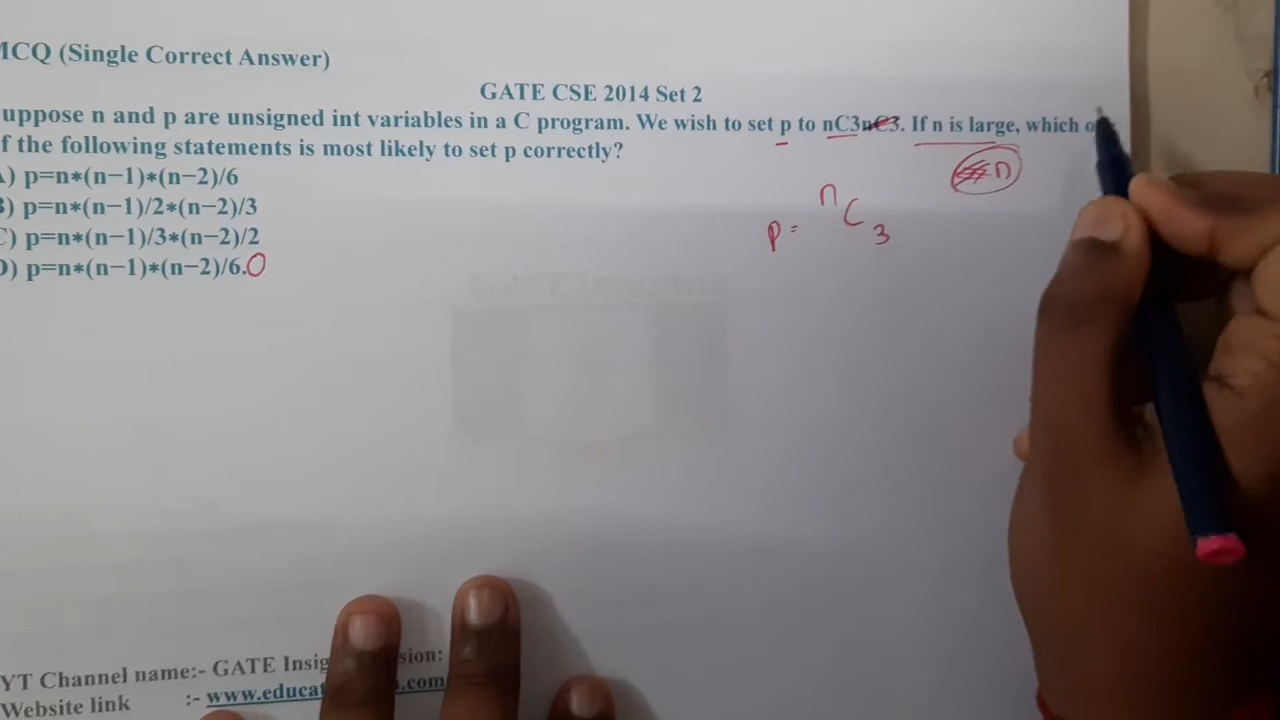 MCQ (Single Correct Answer)
GATE CSE 2014 Set 2
uppose n and p are unsigned int variables in a C program. We wish to set p to nC3nC3. If n is large, which o
f the following statements is most likely to set p correctly?
A) p=n*(n−1)*(n−2)/6
B) p=n*(n−1)/2*(n−2)/3
C) p=n*(n−1)/3*(n−2)/2
D) p=n*(n−1)*(n−2)/6.0
n
p = nC3
YT Channel name:- GATE Insig sion:
Website link :- www.educat .com